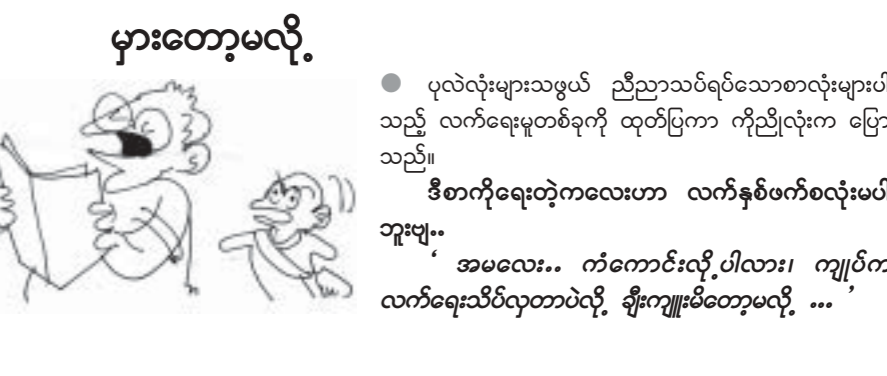 မှားတော့မလို့
● ပုလဲလုံးများသဖွယ် ညီညာသပ်ရပ်သောစာလုံးများပါ
သည့် လက်ရေးမူတစ်ခုကို ထုတ်ပြကာ ကိုညိုလုံးက ပြော
သည်။
ဒီစာကိုရေးတဲ့ကလေးဟာ လက်နှစ်ဖက်စလုံးမပါ
ဘူးဗျ..
‘ အမလေး.. ကံကောင်းလို့ပါလား၊ ကျုပ်က
လက်ရေးသိပ်လှတာပဲလို့ ချီးကျူးမိတော့မလို့ ... ’